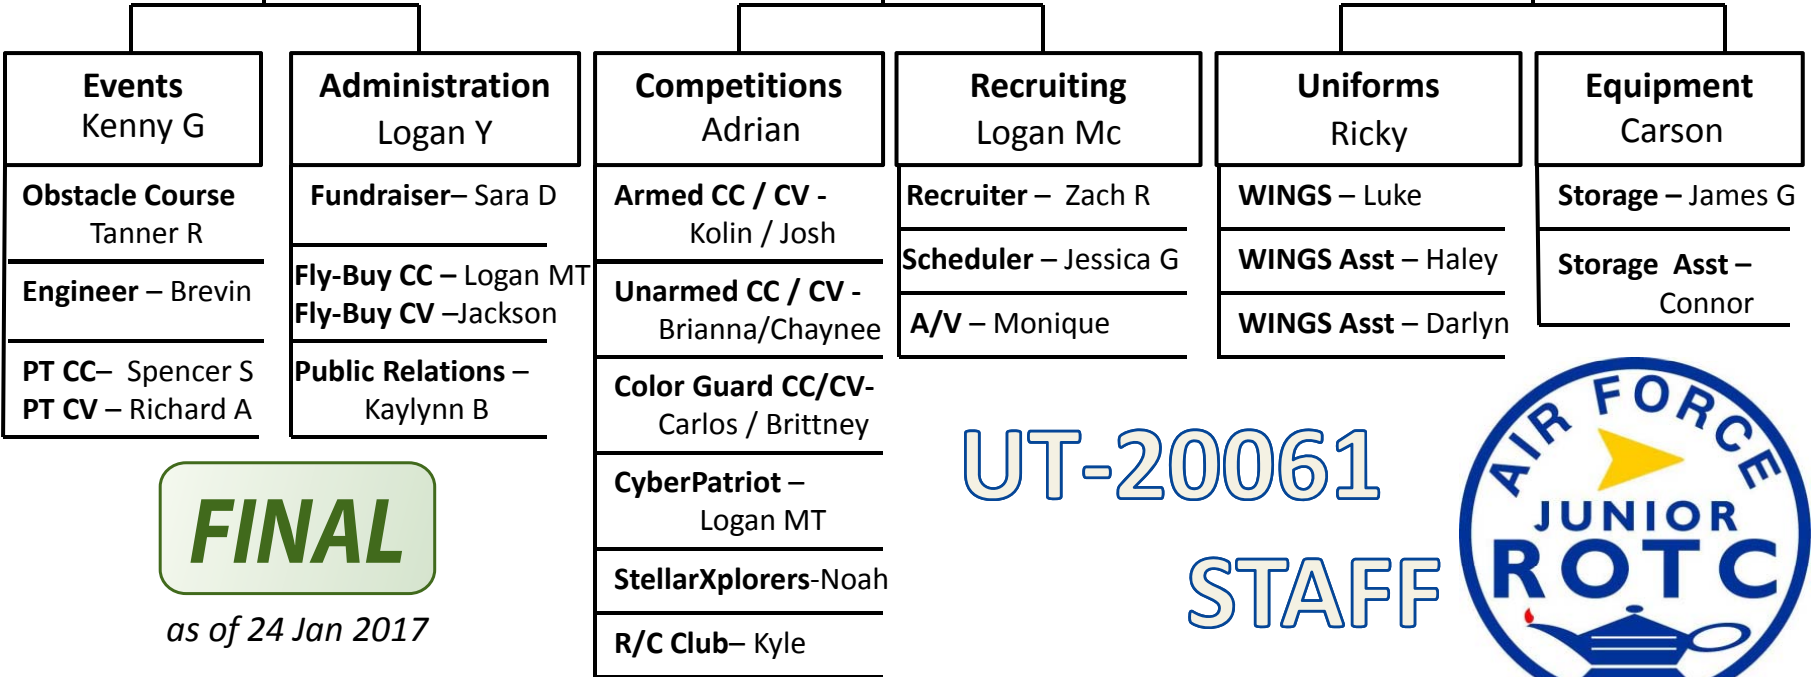 Events
Kenny G
Obstacle Course
Tanner R
Engineer – Brevin
PT CC– Spencer S
PT CV – Richard A
Administration
Logan Y
Fundraiser– Sara D
Fly-Buy CC – Logan MT
Fly-Buy CV –Jackson
Public Relations –
Kaylynn B
Competitions
Adrian
Armed CC / CV -
Kolin / Josh
Unarmed CC / CV -
Brianna/Chaynee
Color Guard CC/CV-
Carlos / Brittney
CyberPatriot –
Logan MT
StellarXplorers-Noah
R/C Club– Kyle
Recruiting
Logan Mc
Recruiter – Zach R
Scheduler – Jessica G
A/V – Monique
Uniforms
Ricky
WINGS – Luke
WINGS Asst – Haley
WINGS Asst – Darlyn
Equipment
Carson
Storage – James G
Storage Asst –
Connor
FINAL
as of 24 Jan 2017
UT-20061
STAFF
AIR FORCE
JUNIOR
ROTC